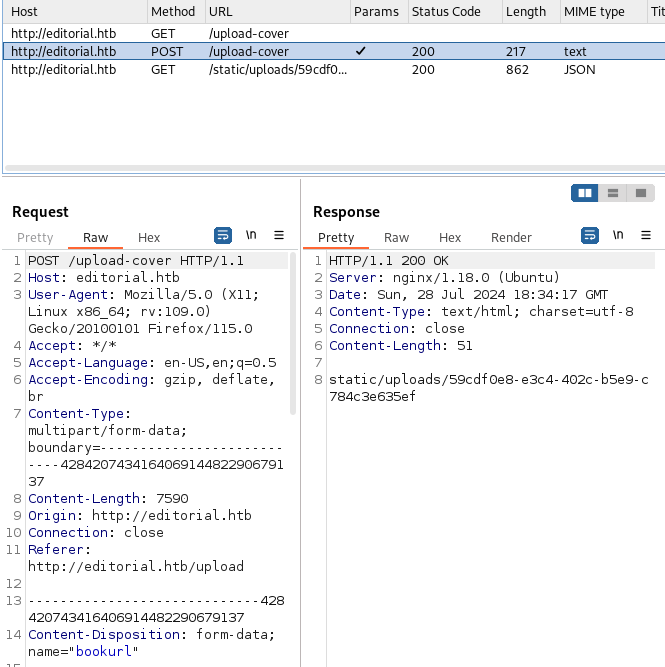 Host Method URL Params Status Code Length MIME type Tit
http://editorial.htb GET /upload-cover
http://editorial.htb POST /upload-cover ✓ 200 217 text
http://editorial.htb GET /static/uploads/59cdf0... 200 862 JSON
Request
Pretty Raw Hex \n
1 POST /upload-cover HTTP/1.1
2 Host: editorial.htb
3 User-Agent: Mozilla/5.0 (X11;
Linux x86_64; rv:109.0)
Gecko/20100101 Firefox/115.0
4 Accept: */*
5 Accept-Language: en-US,en;q=0.5
6 Accept-Encoding: gzip, deflate,
br
7 Content-Type:
multipart/form-data;
boundary=---------------------------
----4284207434164069144822906791
37
8 Content-Length: 7590
9 Origin: http://editorial.htb
10 Connection: close
11 Referer:
http://editorial.htb/upload
12
13 -----------------------------428
4207434164069144822​90679137
14 Content-Disposition: form-data;
name="bookurl"
Response
Pretty Raw Hex Render \n
1 HTTP/1.1 200 OK
2 Server: nginx/1.18.0 (Ubuntu)
3 Date: Sun, 28 Jul 2024 18:34:17 GMT
4 Content-Type: text/html; charset=utf-8
5 Connection: close
6 Content-Length: 51
7
8 static/uploads/59cdf0e8-e3c4-402c-b5e9-c
784c3e635ef